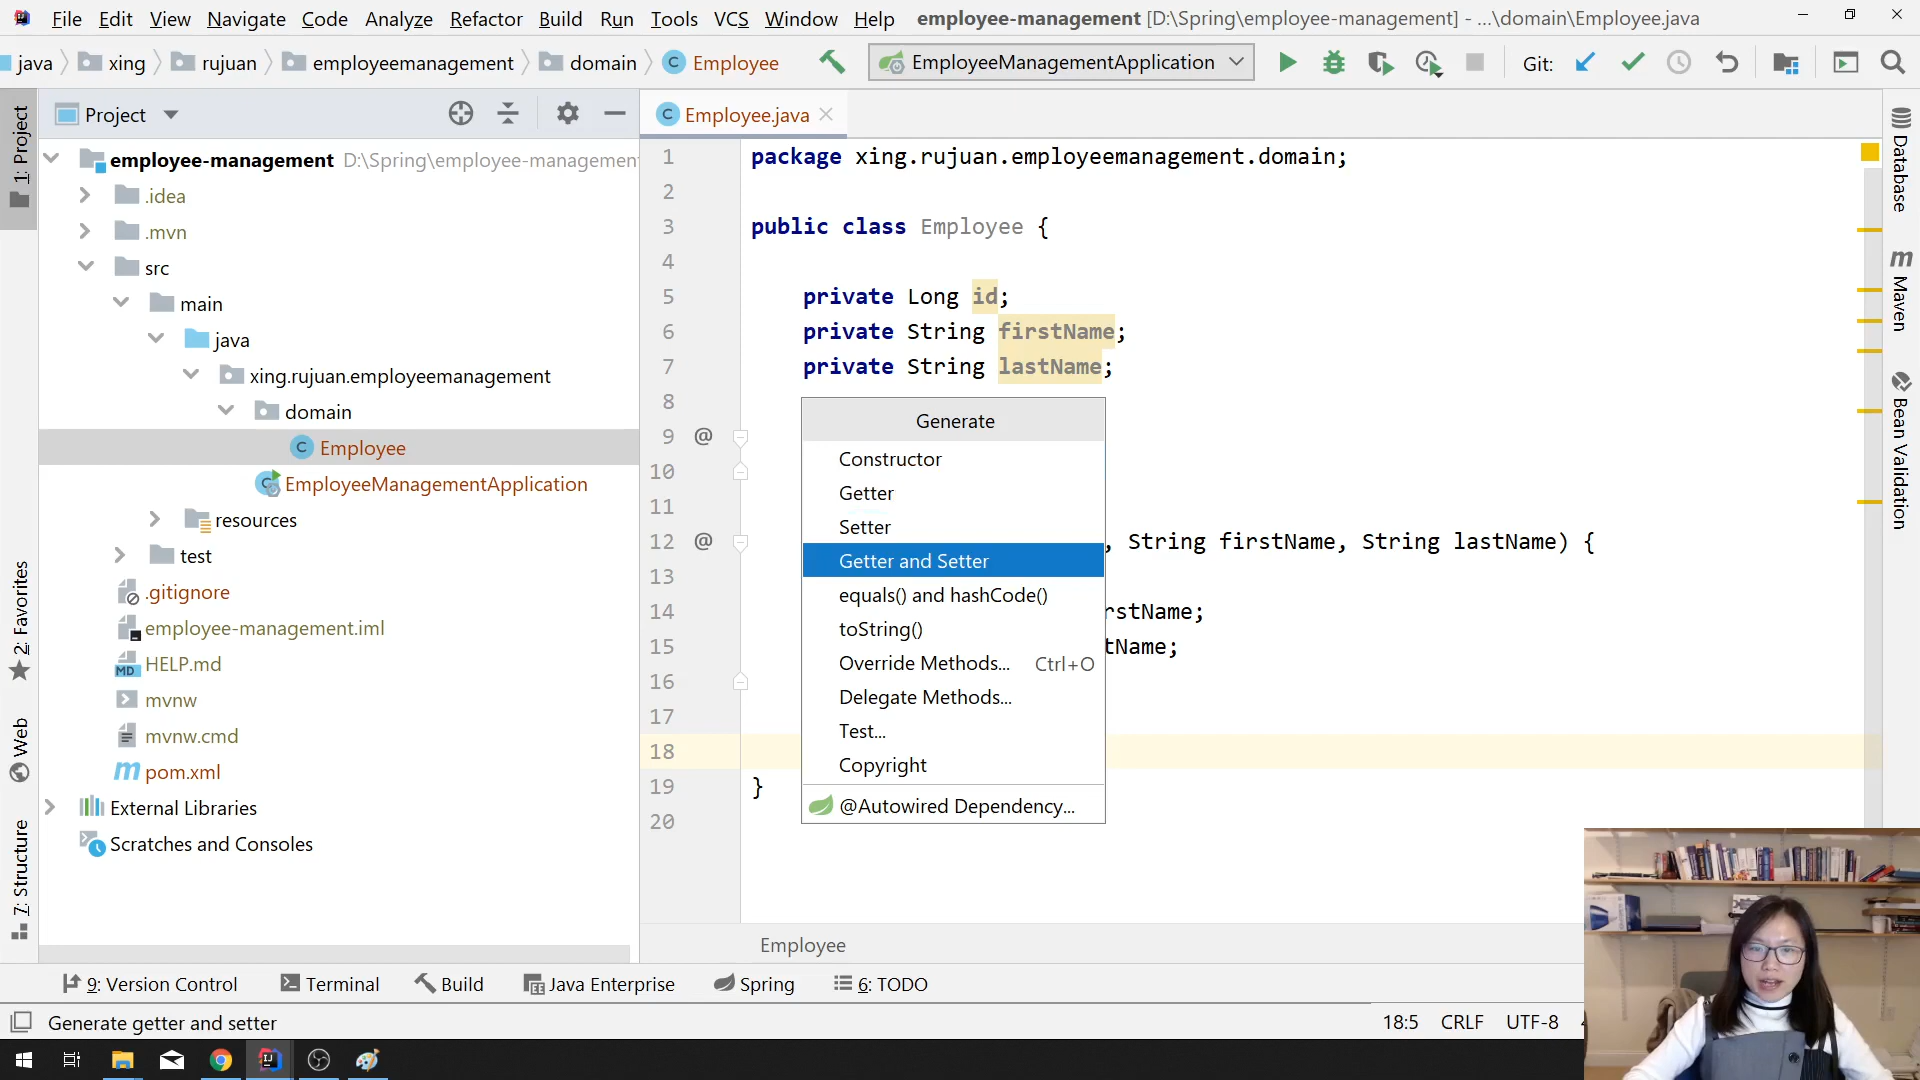 File Edit View Navigate Code Analyze Refactor Build Run Tools VCS Window Help employee-management [D:\Spring\employee-management] - ...\domain\Employee.java
java xing rujuan employeemanagement domain Employee EmployeeManagementApplication Git:
Project
Employee.java
1: Project
2: Favorites
Web
7: Structure
employee-management D:\Spring\employee-management
.idea
.mvn
src
main
java
xing.rujuan.employeemanagement
domain
Employee
EmployeeManagementApplication
resources
test
.gitignore
employee-management.iml
HELP.md
mvnw
mvnw.cmd
pom.xml
External Libraries
Scratches and Consoles
1 package xing.rujuan.employeemanagement.domain;
2
3 public class Employee {
4
5 private Long id;
6 private String firstName;
7 private String lastName;
8
9 @
10
11
12 @ , String firstName, String lastName) {
13
14 rstName;
15 tName;
16
17
18
19 }
20
Generate
Constructor
Getter
Setter
Getter and Setter
equals() and hashCode()
toString()
Override Methods... Ctrl+O
Delegate Methods...
Test...
Copyright
@Autowired Dependency...
Employee
Database
Maven
Bean Validation
9: Version Control Terminal Build Java Enterprise Spring 6: TODO
Generate getter and setter 18:5 CRLF UTF-8